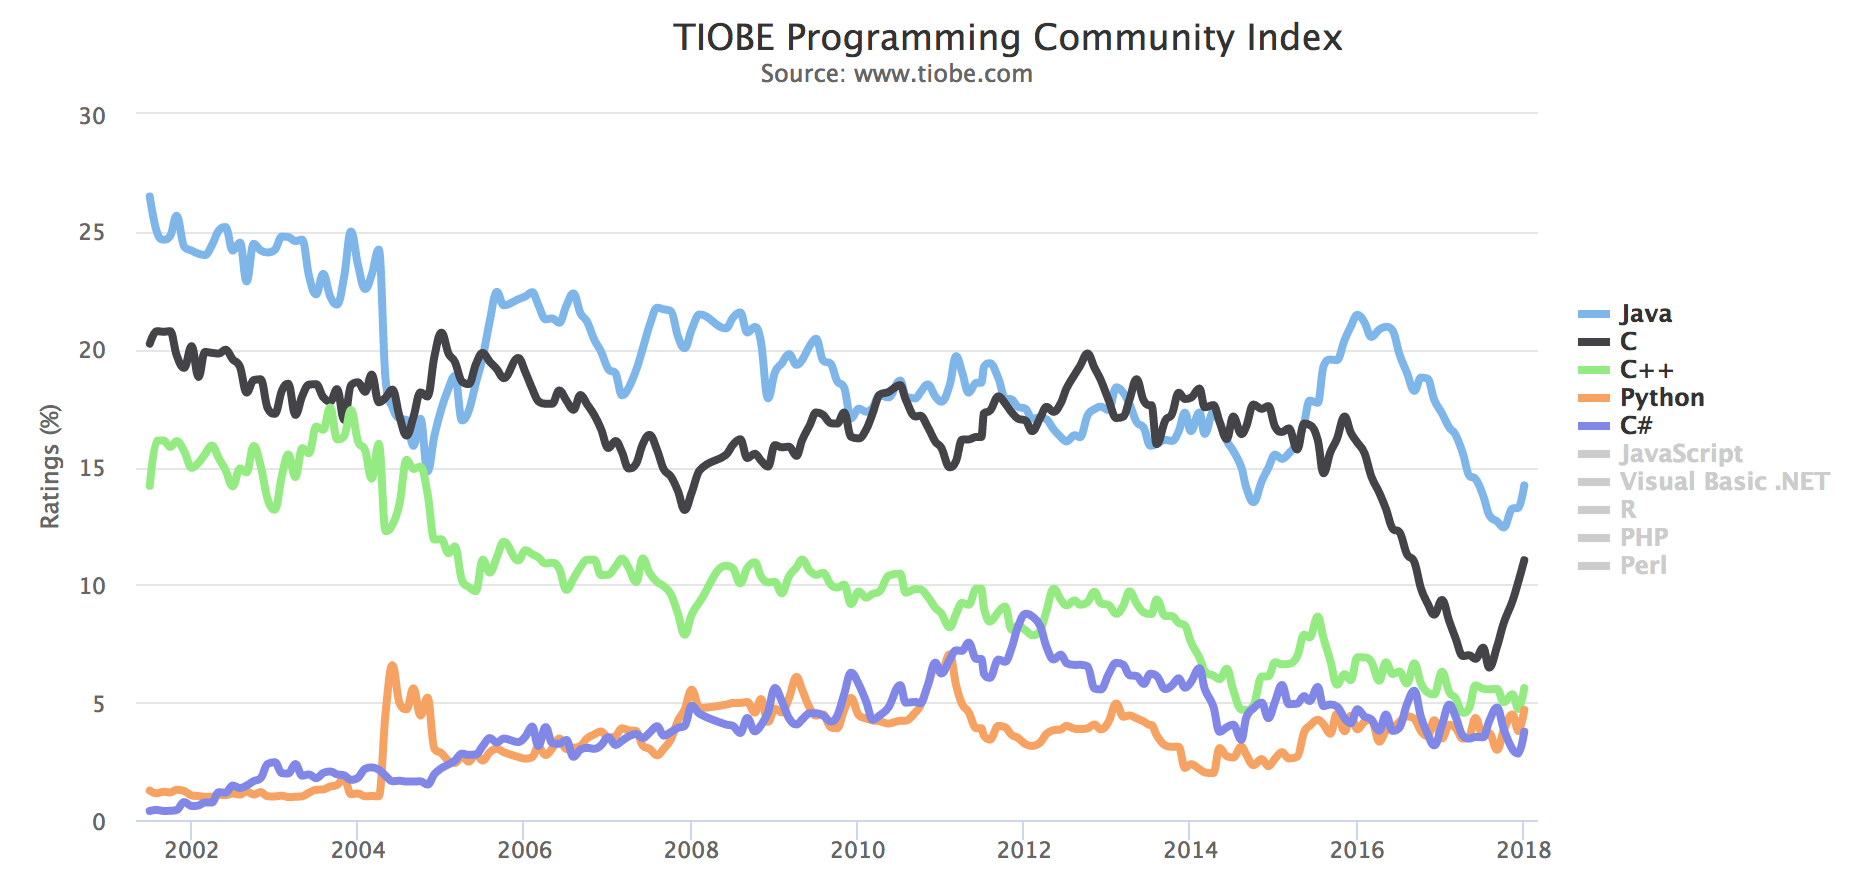 TIOBE Programming Community Index
Source: www.tiobe.com
Ratings (%)
30
25
20
15
10
5
0
2002 2004 2006 2008 2010 2012 2014 2016 2018
Java
C
C++
Python
C#
JavaScript
Visual Basic .NET
R
PHP
Perl